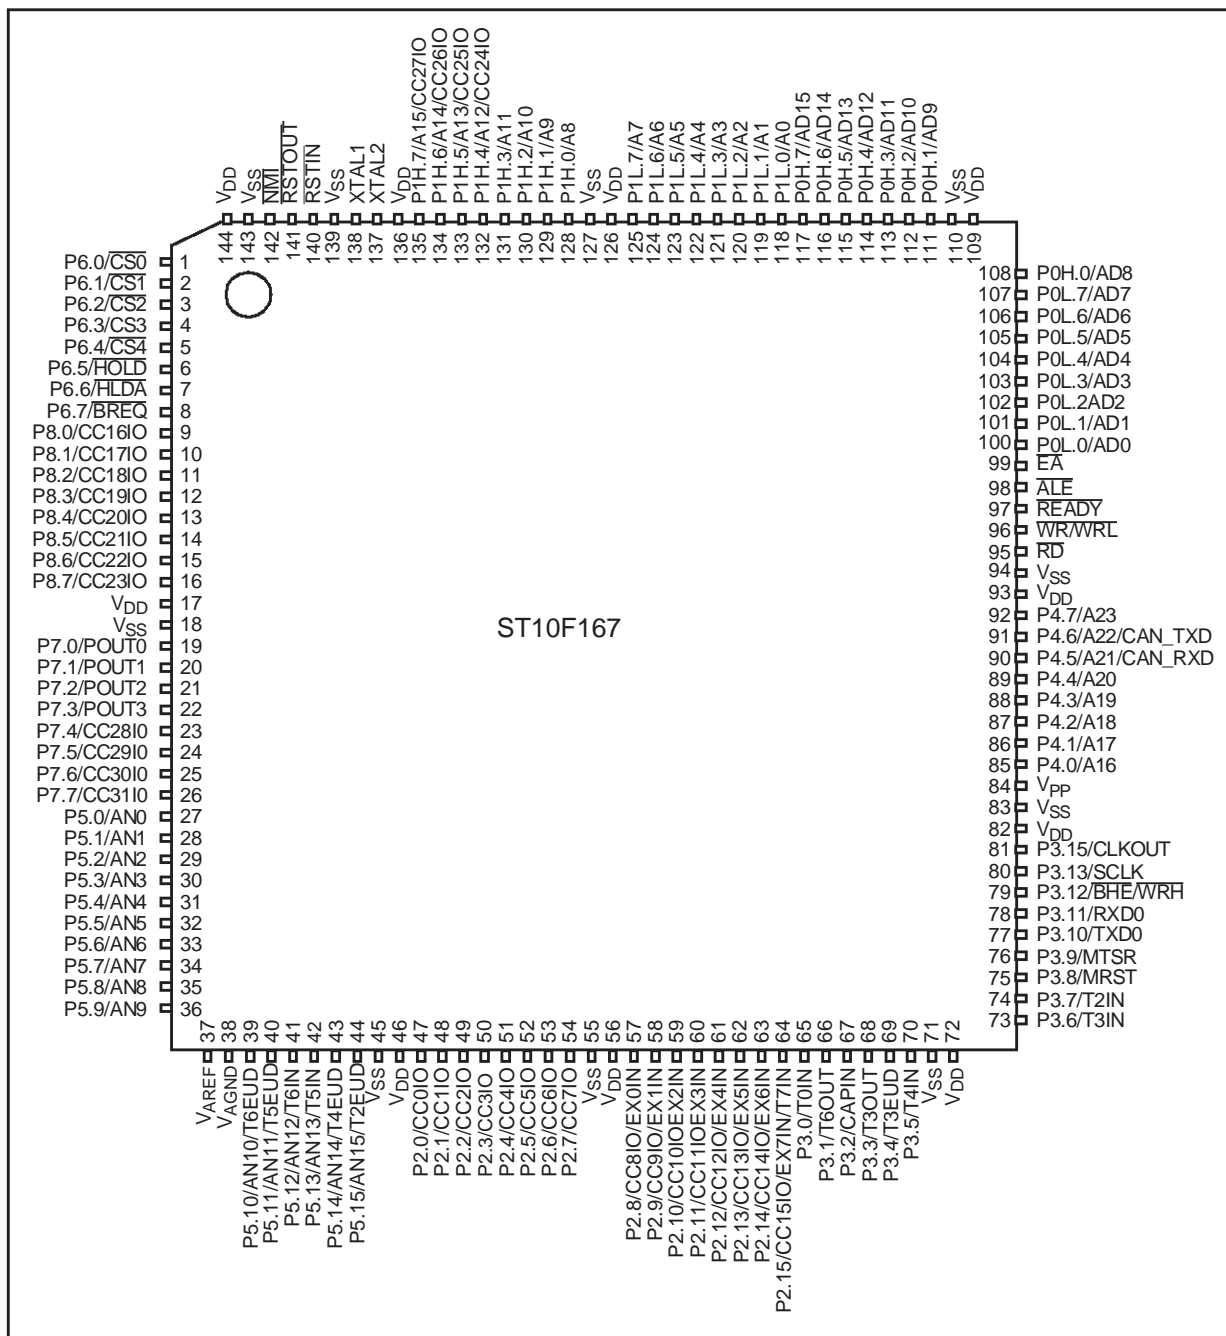 VDD
VSS
NMI
RSTOUT
RSTIN
VSS
XTAL1
XTAL2
VDD
P1H.7/A15/CC27IO
P1H.6/A14/CC26IO
P1H.5/A13/CC25IO
P1H.4/A12/CC24IO
P1H.3/A11
P1H.2/A10
P1H.1/A9
P1H.0/A8
VSS
VDD
P1L.7/A7
P1L.6/A6
P1L.5/A5
P1L.4/A4
P1L.3/A3
P1L.2/A2
P1L.1/A1
P1L.0/A0
P0H.7/AD15
P0H.6/AD14
P0H.5/AD13
P0H.4/AD12
P0H.3/AD11
P0H.2/AD10
P0H.1/AD9
VSS
VDD
144
143
142
141
140
139
138
137
136
135
134
133
132
131
130
129
128
127
126
125
124
123
122
121
120
119
118
117
116
115
114
113
112
111
110
109
P6.0/CS0 1
P6.1/CS1 2
P6.2/CS2 3
P6.3/CS3 4
P6.4/CS4 5
P6.5/HOLD 6
P6.6/HLDA 7
P6.7/BREQ 8
P8.0/CC16IO 9
P8.1/CC17IO 10
P8.2/CC18IO 11
P8.3/CC19IO 12
P8.4/CC20IO 13
P8.5/CC21IO 14
P8.6/CC22IO 15
P8.7/CC23IO 16
VDD 17
VSS 18
P7.0/POUT0 19
P7.1/POUT1 20
P7.2/POUT2 21
P7.3/POUT3 22
P7.4/CC28I0 23
P7.5/CC29I0 24
P7.6/CC30I0 25
P7.7/CC31I0 26
P5.0/AN0 27
P5.1/AN1 28
P5.2/AN2 29
P5.3/AN3 30
P5.4/AN4 31
P5.5/AN5 32
P5.6/AN6 33
P5.7/AN7 34
P5.8/AN8 35
P5.9/AN9 36
ST10F167
108 P0H.0/AD8
107 P0L.7/AD7
106 P0L.6/AD6
105 P0L.5/AD5
104 P0L.4/AD4
103 P0L.3/AD3
102 P0L.2AD2
101 P0L.1/AD1
100 P0L.0/AD0
99 EA
98 ALE
97 READY
96 WR/WRL
95 RD
94 VSS
93 VDD
92 P4.7/A23
91 P4.6/A22/CAN_TXD
90 P4.5/A21/CAN_RXD
89 P4.4/A20
88 P4.3/A19
87 P4.2/A18
86 P4.1/A17
85 P4.0/A16
84 VPP
83 VSS
82 VDD
81 P3.15/CLKOUT
80 P3.13/SCLK
79 P3.12/BHE/WRH
78 P3.11/RXD0
77 P3.10/TXD0
76 P3.9/MTSR
75 P3.8/MRST
74 P3.7/T2IN
73 P3.6/T3IN
37
38
39
40
41
42
43
44
45
46
47
48
49
50
51
52
53
54
55
56
57
58
59
60
61
62
63
64
65
66
67
68
69
70
71
72
VAREF
VAGND
P5.10/AN10/T6EUD
P5.11/AN11/T5EUD
P5.12/AN12/T6IN
P5.13/AN13/T5IN
P5.14/AN14/T4EUD
P5.15/AN15/T2EUD
VSS
VDD
P2.0/CC0IO
P2.1/CC1IO
P2.2/CC2IO
P2.3/CC3IO
P2.4/CC4IO
P2.5/CC5IO
P2.6/CC6IO
P2.7/CC7IO
VSS
VDD
P2.8/CC8IO/EX0IN
P2.9/CC9IO/EX1IN
P2.10/CC10IOEX2IN
P2.11/CC11IOEX3IN
P2.12/CC12IO/EX4IN
P2.13/CC13IO/EX5IN
P2.14/CC14IO/EX6IN
P2.15/CC15IO/EX7IN/T7IN
P3.0/T0IN
P3.1/T6OUT
P3.2/CAPIN
P3.3/T3OUT
P3.4/T3EUD
P3.5/T4IN
VSS
VDD